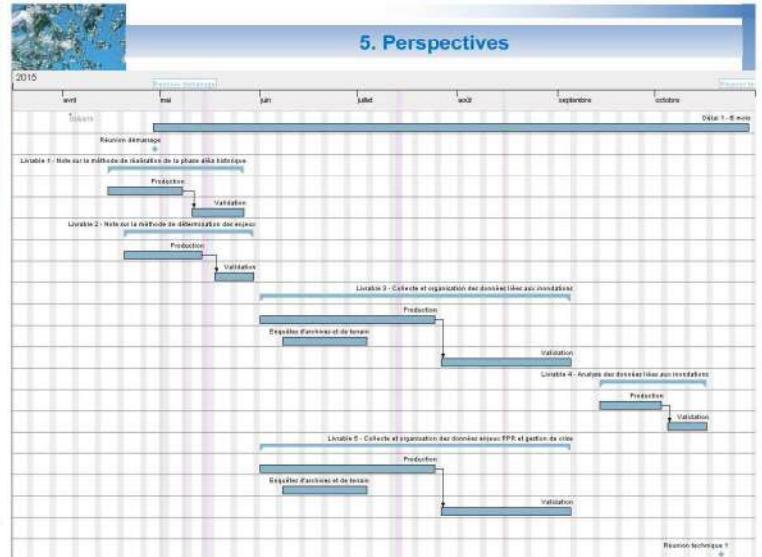 5. Perspectives
2015
Réunion démarrage
avril
mai
juin
juillet
août
septembre
octobre
Délai 1 - 6 mois
Réunion démarrage
Livrable 1 - Note sur la méthode de réalisation de la phase aléa historique
Production
Validation
Livrable 2 - Note sur la méthode de détermination des enjeux
Production
Validation
Livrable 3 - Collecte et organisation des données liées aux inondations
Production
Enquêtes d'archives et de terrain
Validation
Livrable 4 - Analyse des données liées aux inondations
Production
Validation
Livrable 5 - Collecte et organisation des données enjeux PPR et gestion de crise
Production
Enquêtes d'archives et de terrain
Validation
Réunion technique 1